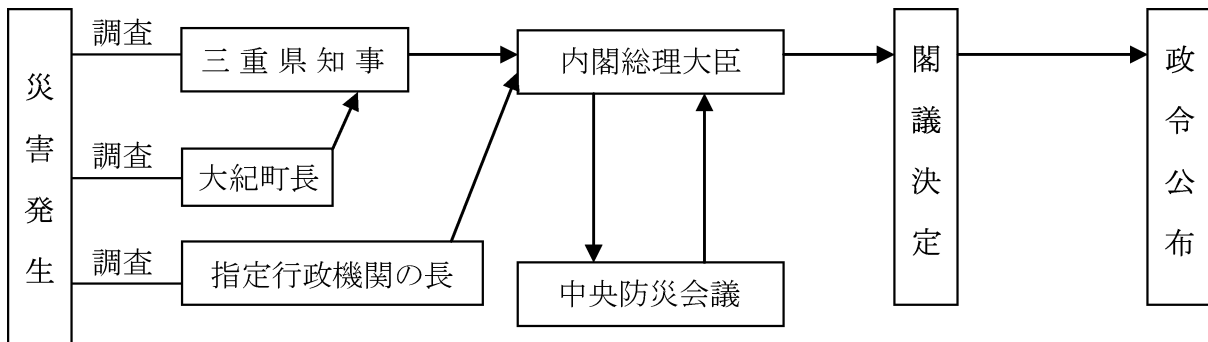 災害発生
調査
三重県知事
調査
大紀町長
調査
指定行政機関の長
内閣総理大臣
中央防災会議
閣議決定
政令公布